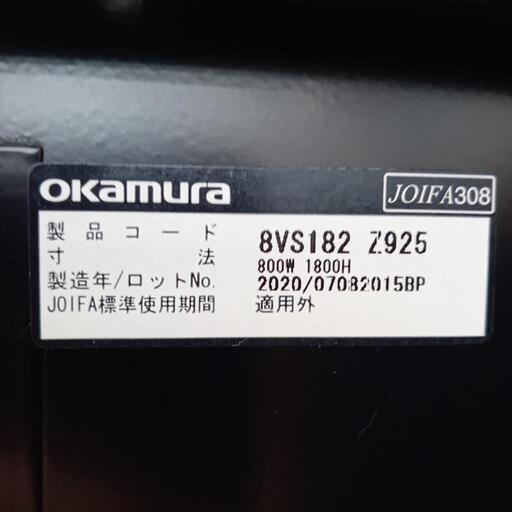 okamura JOIFA308
製品コード 8VS182 Z925
寸法 800W 1800H
製造年/ロットNo. 2020/07082015BP
JOIFA標準使用期間 適用外